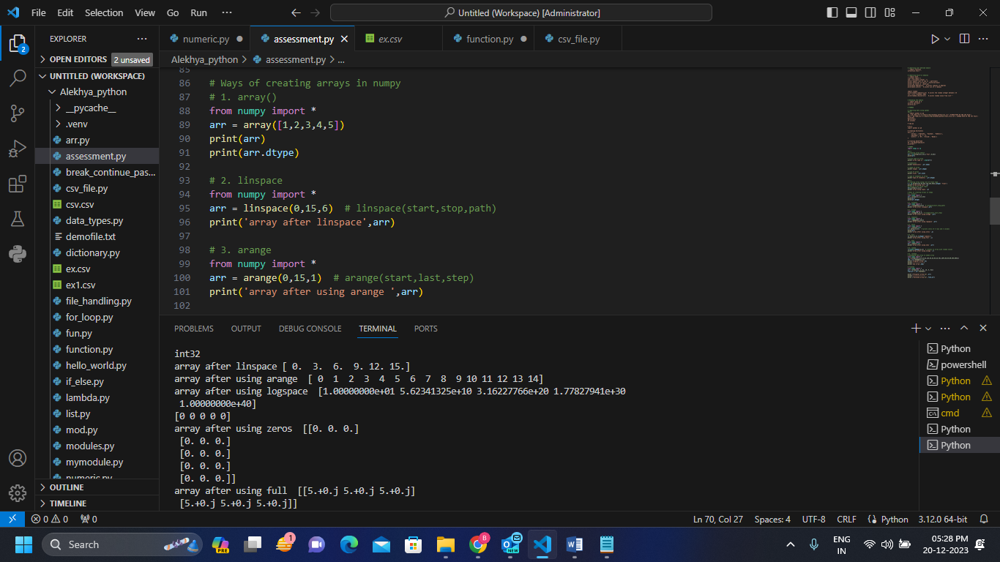 File Edit Selection View Go Run ···
Untitled (Workspace) [Administrator]
EXPLORER
OPEN EDITORS 2 unsaved
UNTITLED (WORKSPACE)
Alekhya_python
__pycache__
.venv
arr.py
assessment.py
break_continue_pas...
csv_file.py
csv.csv
data_types.py
demofile.txt
dictionary.py
ex.csv
ex1.csv
file_handling.py
for_loop.py
fun.py
function.py
hello_world.py
if_else.py
lambda.py
list.py
mod.py
modules.py
mymodule.py
numeric.py
OUTLINE
TIMELINE
2
numeric.py assessment.py ex.csv function.py csv_file.py
Alekhya_python > assessment.py > ...
85
86 # Ways of creating arrays in numpy
87 # 1. array()
88 from numpy import *
89 arr = array([1,2,3,4,5])
90 print(arr)
91 print(arr.dtype)
92
93 # 2. linspace
94 from numpy import *
95 arr = linspace(0,15,6)  # linspace(start,stop,path)
96 print('array after linspace',arr)
97
98 # 3. arange
99 from numpy import *
100 arr = arange(0,15,1)  # arange(start,last,step)
101 print('array after using arange ',arr)
102
PROBLEMS OUTPUT DEBUG CONSOLE TERMINAL PORTS
int32
array after linspace [ 0.  3.  6.  9. 12. 15.]
array after using arange  [ 0  1  2  3  4  5  6  7  8  9 10 11 12 13 14]
array after using logspace  [1.00000000e+01 5.62341325e+10 3.16227766e+20 1.77827941e+30
 1.00000000e+40]
[0 0 0 0 0]
array after using zeros  [[0. 0. 0.]
 [0. 0. 0.]
 [0. 0. 0.]
 [0. 0. 0.]
 [0. 0. 0.]]
array after using full  [[5.+0.j 5.+0.j 5.+0.j]
 [5.+0.j 5.+0.j 5.+0.j]]
Python
powershell
Python
Python
cmd
Python
Python
0 0 0 Ln 70, Col 27 Spaces: 4 UTF-8 CRLF Python 3.12.0 64-bit
Search
PRE
1
B
NEW
ENG
IN
05:28 PM
20-12-2023